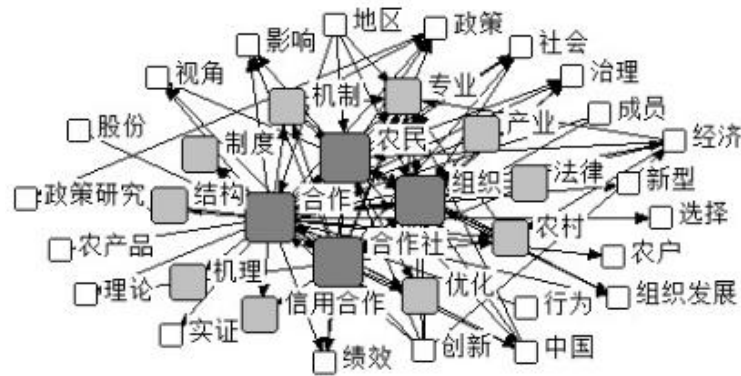 地区
政策
影响
社会
视角
专业
治理
机制
成员
股份
农民
产业
经济
制度
法律
新型
政策研究
结构
合作
组织
选择
农产品
合作社
农村
农户
机理
优化
理论
信用合作
行为
组织发展
实证
创新
中国
绩效